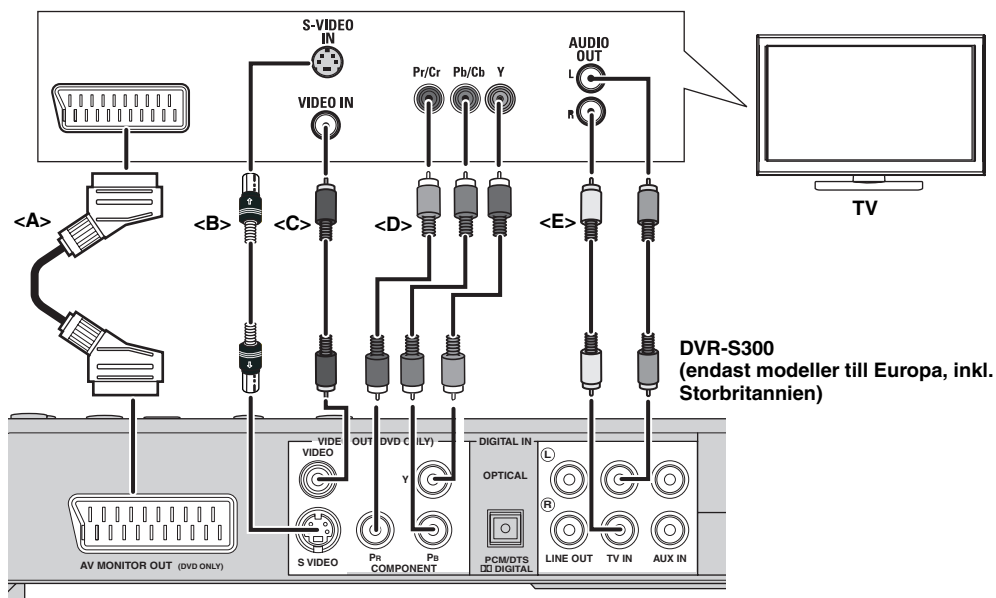 S-VIDEO
IN
AUDIO
OUT
Pr/Cr Pb/Cb Y
L
VIDEO IN
R
TV
<A>
<B>
<C>
<D>
<E>
DVR-S300
(endast modeller till Europa, inkl.
Storbritannien)
VIDEO OUT (DVD ONLY)
DIGITAL IN
VIDEO
L
Y
OPTICAL
R
AV MONITOR OUT (DVD ONLY)
S VIDEO
PR
PB
COMPONENT
PCM/DTS
DIGITAL
LINE OUT
TV IN
AUX IN